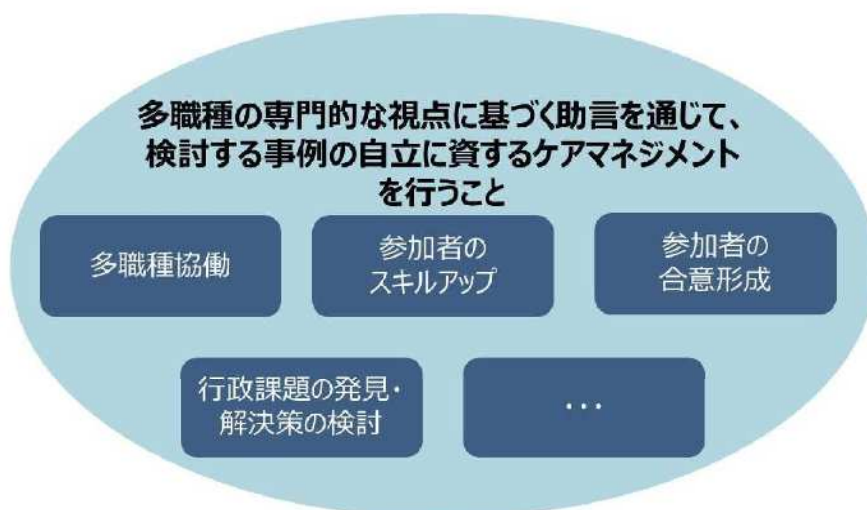 多職種の専門的な視点に基づく助言を通じて、
検討する事例の自立に資するケアマネジメント
を行うこと
多職種協働
参加者の
スキルアップ
参加者の
合意形成
行政課題の発見・
解決策の検討
・・・